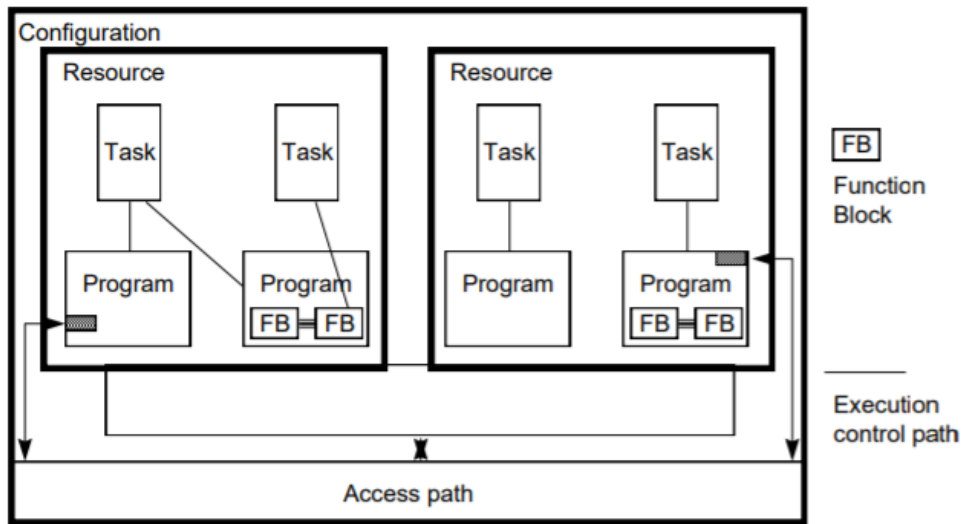 Configuration
Resource
Resource
Task
Task
Task
Task
FB
Function
Block
Program
Program
Program
Program
FB
FB
FB
FB
Execution
control path
Access path